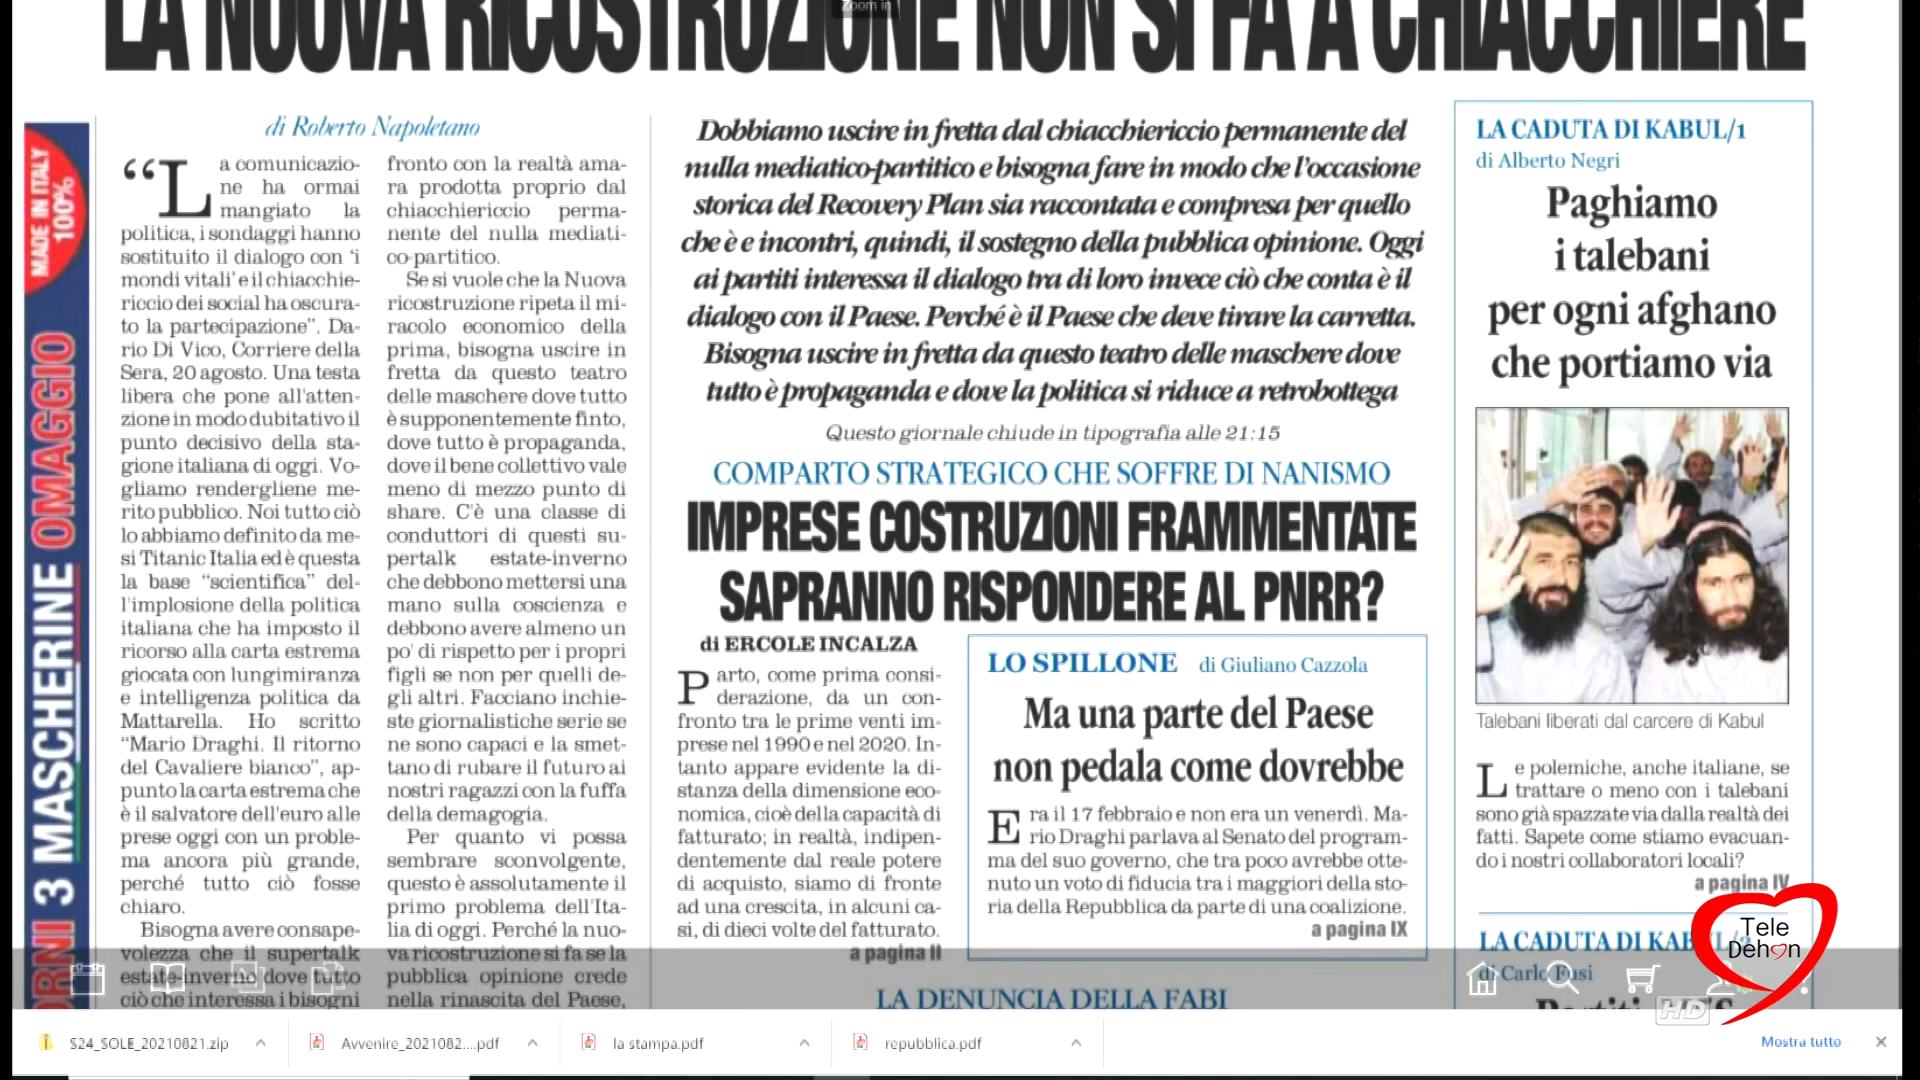 Zoom in
LA NUOVA RICOSTRUZIONE NON SI FA A CHIACCHIERE
MADE IN ITALY
100%
ORNI 3 MASCHERINE OMAGGIO
di Roberto Napoletano
“La comunicazio-
ne ha ormai
mangiato la
politica, i sondaggi hanno
sostituito il dialogo con ‘i
mondi vitali’ e il chiacchie-
riccio dei social ha oscura-
to la partecipazione”. Da-
rio Di Vico, Corriere della
Sera, 20 agosto. Una testa
libera che pone all'atten-
zione in modo dubitativo il
punto decisivo della sta-
gione italiana di oggi. Vo-
gliamo rendergliene me-
rito pubblico. Noi tutto ciò
lo abbiamo definito da me-
si Titanic Italia ed è questa
la base “scientifica” del-
l'implosione della politica
italiana che ha imposto il
ricorso alla carta estrema
giocata con lungimiranza
e intelligenza politica da
Mattarella. Ho scritto
“Mario Draghi. Il ritorno
del Cavaliere bianco”, ap-
punto la carta estrema che
è il salvatore dell'euro alle
prese oggi con un proble-
ma ancora più grande,
perché tutto ciò fosse
chiaro.
Bisogna avere consape-
volezza che il supertalk
estate-inverno dove tutto
ciò che interessa i bisogni
fronto con la realtà ama-
ra prodotta proprio dal
chiacchiericcio perma-
nente del nulla mediati-
co-partitico.
Se si vuole che la Nuova
ricostruzione ripeta il mi-
racolo economico della
prima, bisogna uscire in
fretta da questo teatro
delle maschere dove tutto
è supponentemente finto,
dove tutto è propaganda,
dove il bene collettivo vale
meno di mezzo punto di
share. C'è una classe di
conduttori di questi su-
pertalk estate-inverno
che debbono mettersi una
mano sulla coscienza e
debbono avere almeno un
po' di rispetto per i propri
figli se non per quelli de-
gli altri. Facciano inchie-
ste giornalistiche serie se
ne sono capaci e la smet-
tano di rubare il futuro ai
nostri ragazzi con la fuffa
della demagogia.
Per quanto vi possa
sembrare sconvolgente,
questo è assolutamente il
primo problema dell'Ita-
lia di oggi. Perché la nuo-
va ricostruzione si fa se la
pubblica opinione crede
nella rinascita del Paese,
Dobbiamo uscire in fretta dal chiacchiericcio permanente del
nulla mediatico-partitico e bisogna fare in modo che l'occasione
storica del Recovery Plan sia raccontata e compresa per quello
che è e incontri, quindi, il sostegno della pubblica opinione. Oggi
ai partiti interessa il dialogo tra di loro invece ciò che conta è il
dialogo con il Paese. Perché è il Paese che deve tirare la carretta.
Bisogna uscire in fretta da questo teatro delle maschere dove
tutto è propaganda e dove la politica si riduce a retrobottega
Questo giornale chiude in tipografia alle 21:15
COMPARTO STRATEGICO CHE SOFFRE DI NANISMO
IMPRESE COSTRUZIONI FRAMMENTATE
SAPRANNO RISPONDERE AL PNRR?
di ERCOLE INCALZA
Parto, come prima consi-
derazione, da un con-
fronto tra le prime venti im-
prese nel 1990 e nel 2020. In-
tanto appare evidente la di-
stanza della dimensione eco-
nomica, cioè della capacità di
fatturato; in realtà, indipen-
dentemente dal reale potere
di acquisto, siamo di fronte
ad una crescita, in alcuni ca-
si, di dieci volte del fatturato.
a pagina II
LO SPILLONE di Giuliano Cazzola
Ma una parte del Paese
non pedala come dovrebbe
Era il 17 febbraio e non era un venerdì. Ma-
rio Draghi parlava al Senato del program-
ma del suo governo, che tra poco avrebbe otte-
nuto un voto di fiducia tra i maggiori della sto-
ria della Repubblica da parte di una coalizione.
a pagina IX
LA DENUNCIA DELLA FABI
LA CADUTA DI KABUL/1
di Alberto Negri
Paghiamo
i talebani
per ogni afghano
che portiamo via
Talebani liberati dal carcere di Kabul
Le polemiche, anche italiane, se
trattare o meno con i talebani
sono già spazzate via dalla realtà dei
fatti. Sapete come stiamo evacuan-
do i nostri collaboratori locali?
a pagina IV
LA CADUTA DI KABUL/2
di Carlo Fusi
Tele
Dehon
HD
S24_SOLE_20210821.zip
Avvenire_2021082....pdf
la stampa.pdf
repubblica.pdf
Mostra tutto